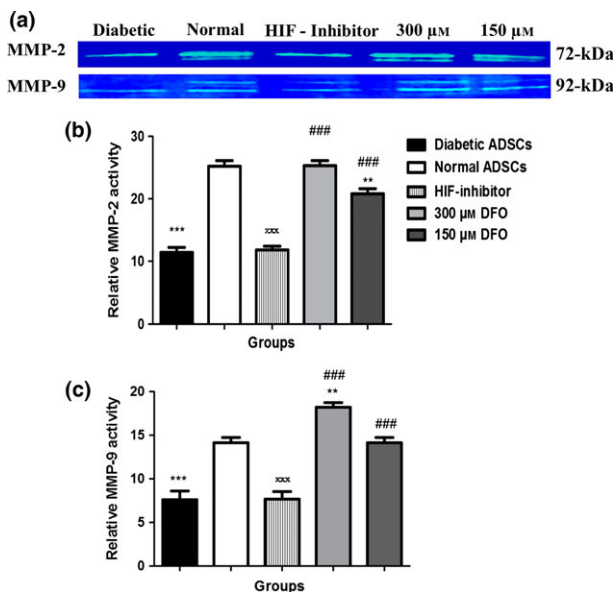 (a)
Diabetic Normal HIF - Inhibitor 300 μM 150 μM
MMP-2 72-kDa
MMP-9 92-kDa
(b)
Relative MMP-2 activity
30
20
10
0
***
xxx
###
###
**
Groups
Diabetic ADSCs
Normal ADSCs
HIF-inhibitor
300 μM DFO
150 μM DFO
(c)
Relative MMP-9 activity
20
15
10
5
0
***
xxx
###
**
###
Groups